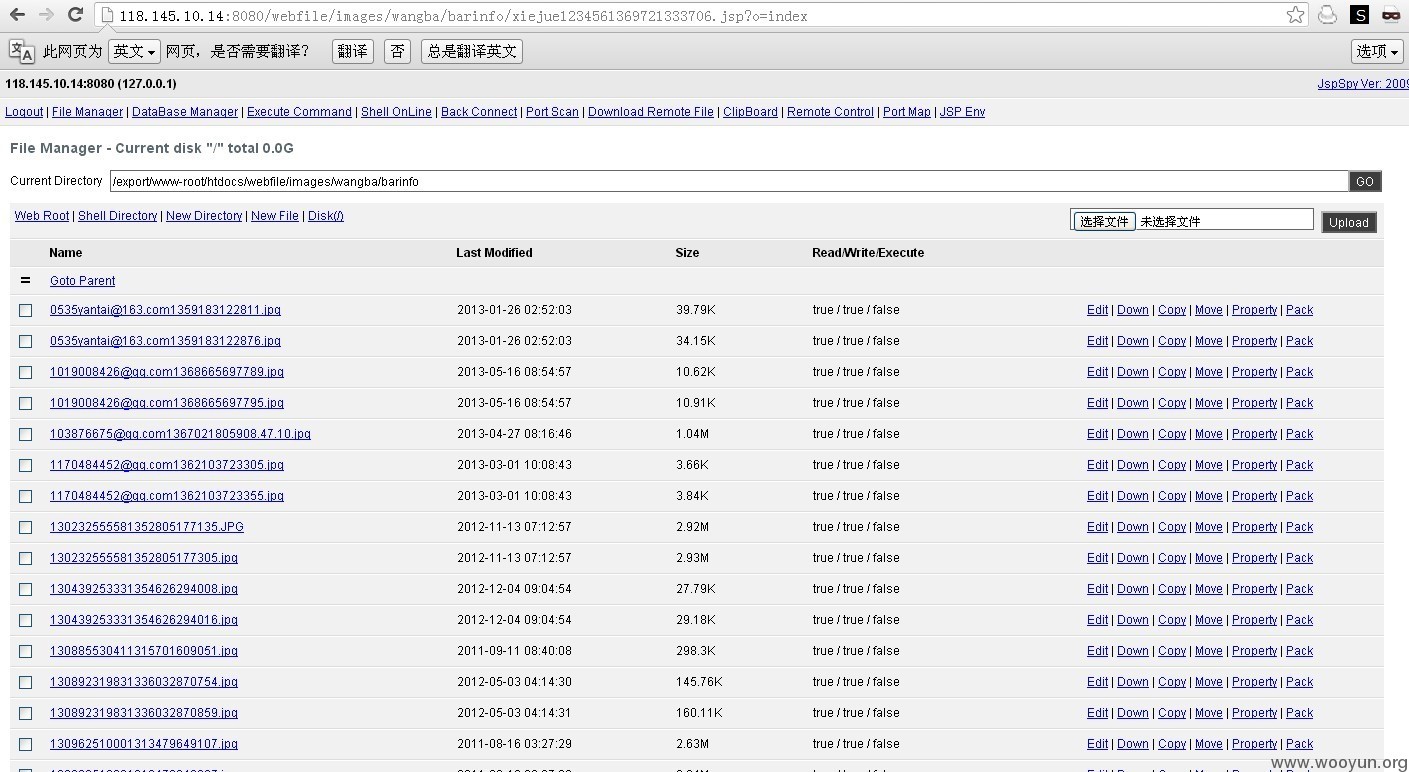 118.145.10.14:8080/webfile/images/wangba/barinfo/xiejue1234561369721333706.jsp?o=index
此网页为 英文 网页，是否需要翻译？ 翻译 否 总是翻译英文 选项
118.145.10.14:8080 (127.0.0.1) JspSpy Ver: 2009
Logout | File Manager | DataBase Manager | Execute Command | Shell OnLine | Back Connect | Port Scan | Download Remote File | ClipBoard | Remote Control | Port Map | JSP Env
File Manager - Current disk "/" total 0.0G
Current Directory /export/www-root/htdocs/webfile/images/wangba/barinfo GO
Web Root | Shell Directory | New Directory | New File | Disk(/) 选择文件 未选择文件 Upload
Name Last Modified Size Read/Write/Execute
= Goto Parent
0535yantai@163.com1359183122811.jpg 2013-01-26 02:52:03 39.79K true / true / false Edit | Down | Copy | Move | Property | Pack
0535yantai@163.com1359183122876.jpg 2013-01-26 02:52:03 34.15K true / true / false Edit | Down | Copy | Move | Property | Pack
1019008426@qq.com1368665697789.jpg 2013-05-16 08:54:57 10.62K true / true / false Edit | Down | Copy | Move | Property | Pack
1019008426@qq.com1368665697795.jpg 2013-05-16 08:54:57 10.91K true / true / false Edit | Down | Copy | Move | Property | Pack
103876675@qq.com1367021805908.47.10.jpg 2013-04-27 08:16:46 1.04M true / true / false Edit | Down | Copy | Move | Property | Pack
1170484452@qq.com1362103723305.jpg 2013-03-01 10:08:43 3.66K true / true / false Edit | Down | Copy | Move | Property | Pack
1170484452@qq.com1362103723355.jpg 2013-03-01 10:08:43 3.84K true / true / false Edit | Down | Copy | Move | Property | Pack
130232555581352805177135.JPG 2012-11-13 07:12:57 2.92M true / true / false Edit | Down | Copy | Move | Property | Pack
130232555581352805177305.jpg 2012-11-13 07:12:57 2.93M true / true / false Edit | Down | Copy | Move | Property | Pack
130439253331354626294008.jpg 2012-12-04 09:04:54 27.79K true / true / false Edit | Down | Copy | Move | Property | Pack
130439253331354626294016.jpg 2012-12-04 09:04:54 29.18K true / true / false Edit | Down | Copy | Move | Property | Pack
130885530411315701609051.jpg 2011-09-11 08:40:08 298.3K true / true / false Edit | Down | Copy | Move | Property | Pack
130892319831336032870754.jpg 2012-05-03 04:14:30 145.76K true / true / false Edit | Down | Copy | Move | Property | Pack
130892319831336032870859.jpg 2012-05-03 04:14:31 160.11K true / true / false Edit | Down | Copy | Move | Property | Pack
130962510001313479649107.jpg 2011-08-16 03:27:29 2.63M true / true / false Edit | Down | Copy | Move | Property | Pack
www.wooyun.org